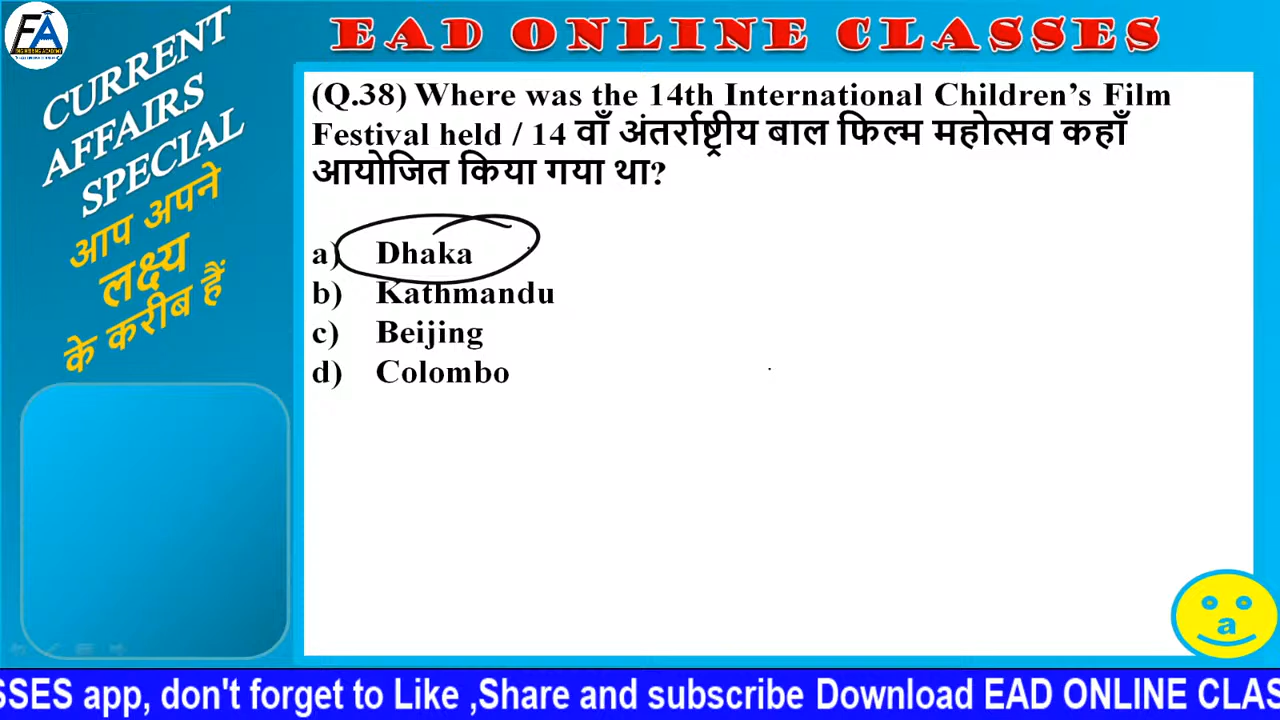 EAD ONLINE CLASSES
CURRENT
AFFAIRS
SPECIAL
आप अपने
लक्ष्य
के करीब हैं
(Q.38) Where was the 14th International Children's Film
Festival held / 14 वाँ अंतर्राष्ट्रीय बाल फिल्म महोत्सव कहाँ
आयोजित किया गया था?
a) Dhaka
b) Kathmandu
c) Beijing
d) Colombo
a
SSES app, don't forget to Like ,Share and subscribe Download EAD ONLINE CLAS